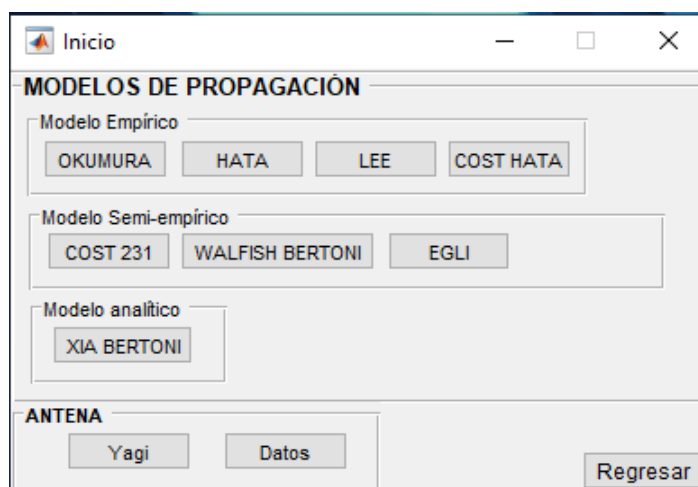 Inicio
MODELOS DE PROPAGACIÓN
Modelo Empírico
OKUMURA HATA LEE COST HATA
Modelo Semi-empírico
COST 231 WALFISH BERTONI EGLI
Modelo analítico
XIA BERTONI
ANTENA
Yagi Datos
Regresar